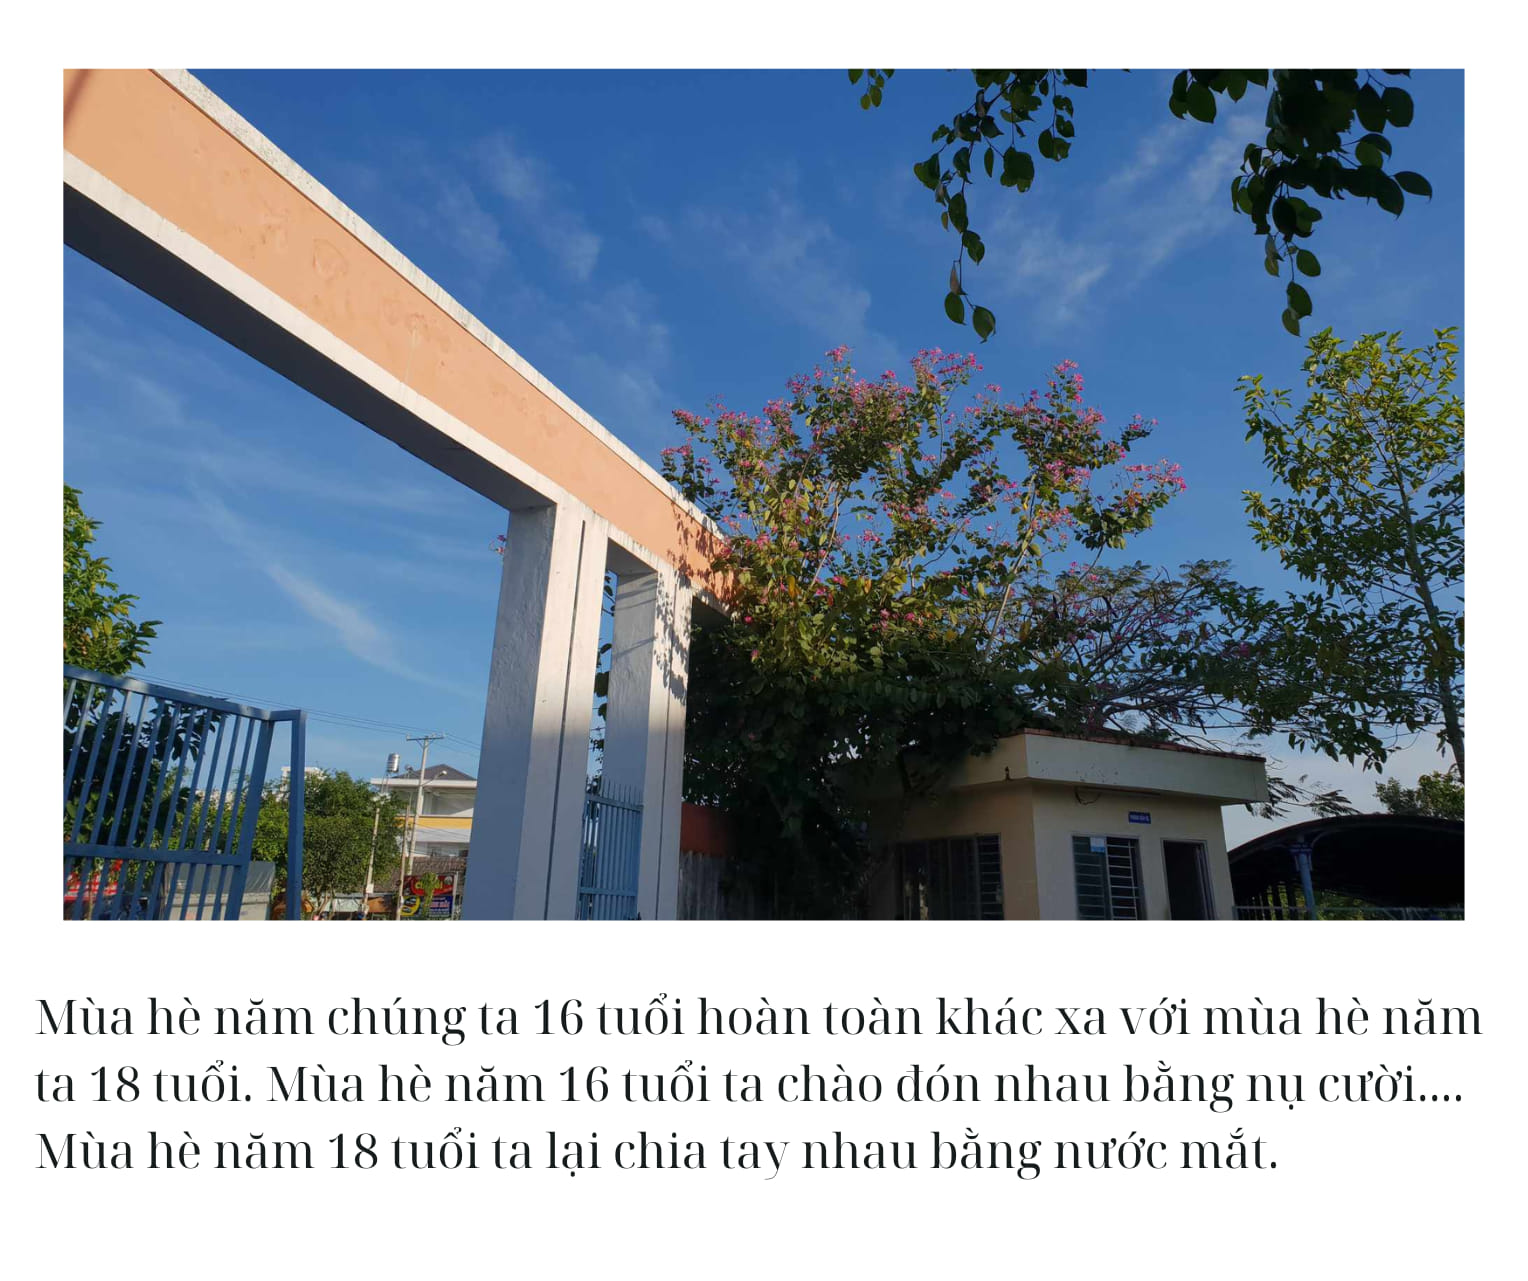 Mùa hè năm chúng ta 16 tuổi hoàn toàn khác xa với mùa hè năm
ta 18 tuổi. Mùa hè năm 16 tuổi ta chào đón nhau bằng nụ cười....
Mùa hè năm 18 tuổi ta lại chia tay nhau bằng nước mắt.